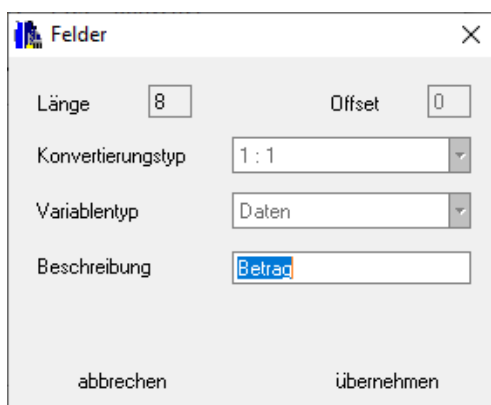 Felder
Länge 8 Offset 0
Konvertierungstyp 1 : 1
Variablentyp Daten
Beschreibung Betrag
abbrechen übernehmen